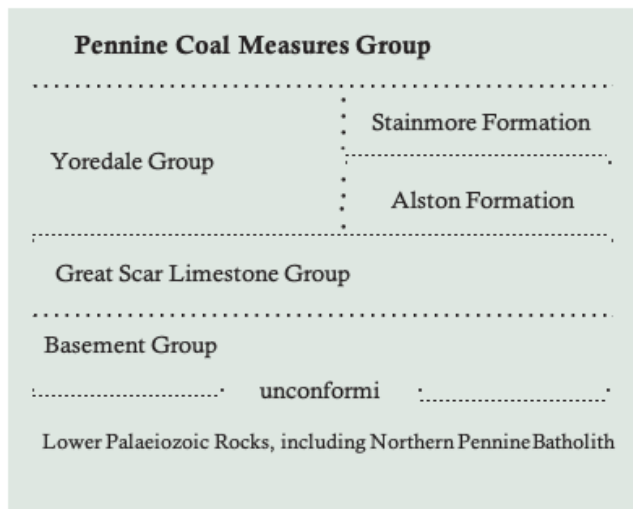 Pennine Coal Measures Group
Stainmore Formation
Yoredale Group
Alston Formation
Great Scar Limestone Group
Basement Group
unconformi
Lower Palaeiozoic Rocks, including Northern Pennine Batholith